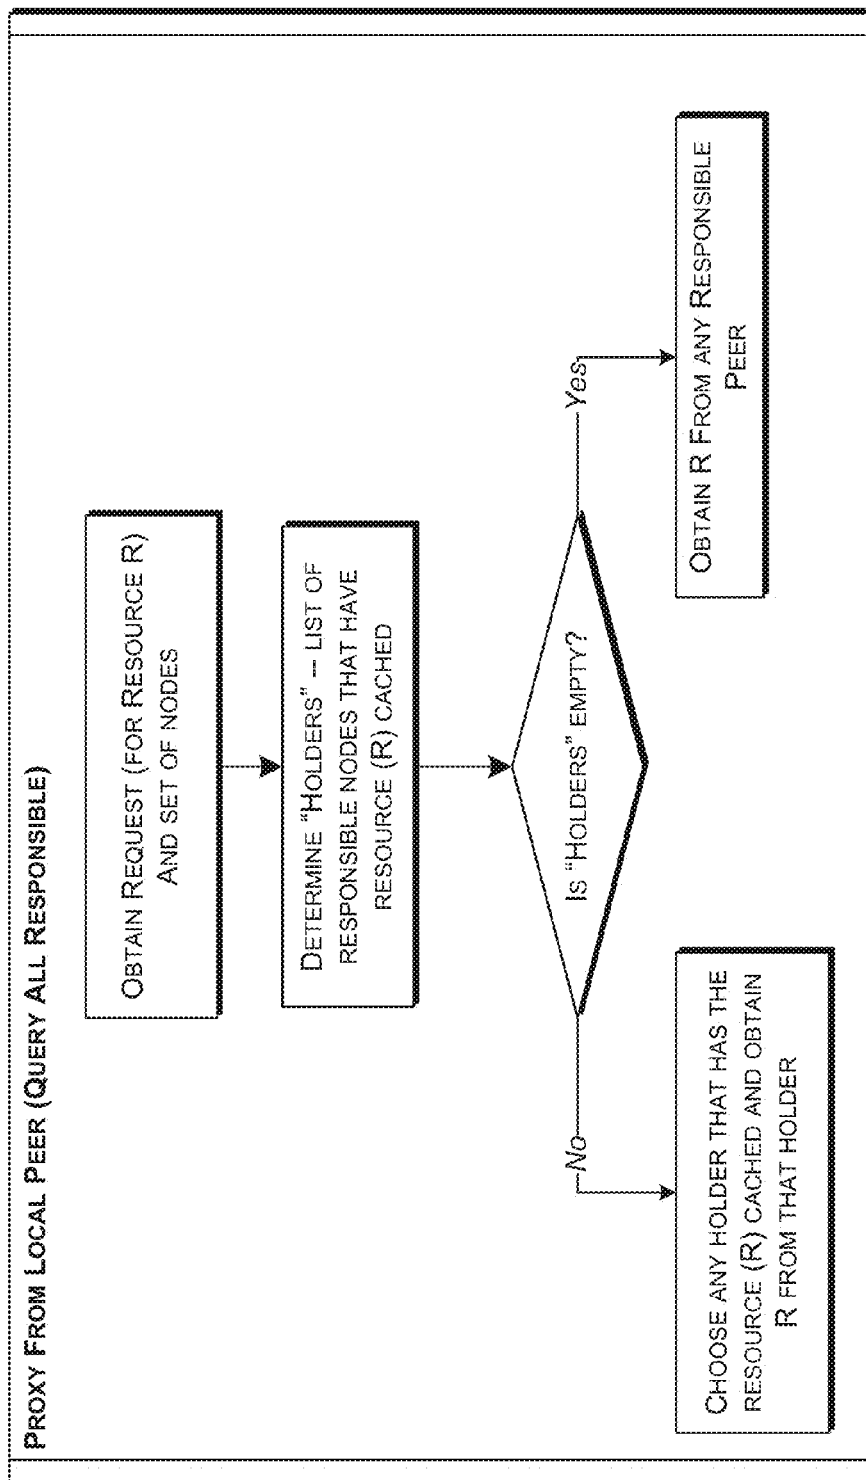 PROXY FROM LOCAL PEER (QUERY ALL RESPONSIBLE)
OBTAIN REQUEST (FOR RESOURCE R)
AND SET OF NODES
DETERMINE “HOLDERS” – LIST OF
RESPONSIBLE NODES THAT HAVE
RESOURCE (R) CACHED
IS “HOLDERS” EMPTY?
No
Yes
CHOOSE ANY HOLDER THAT HAS THE
RESOURCE (R) CACHED AND OBTAIN
R FROM THAT HOLDER
OBTAIN R FROM ANY RESPONSIBLE
PEER